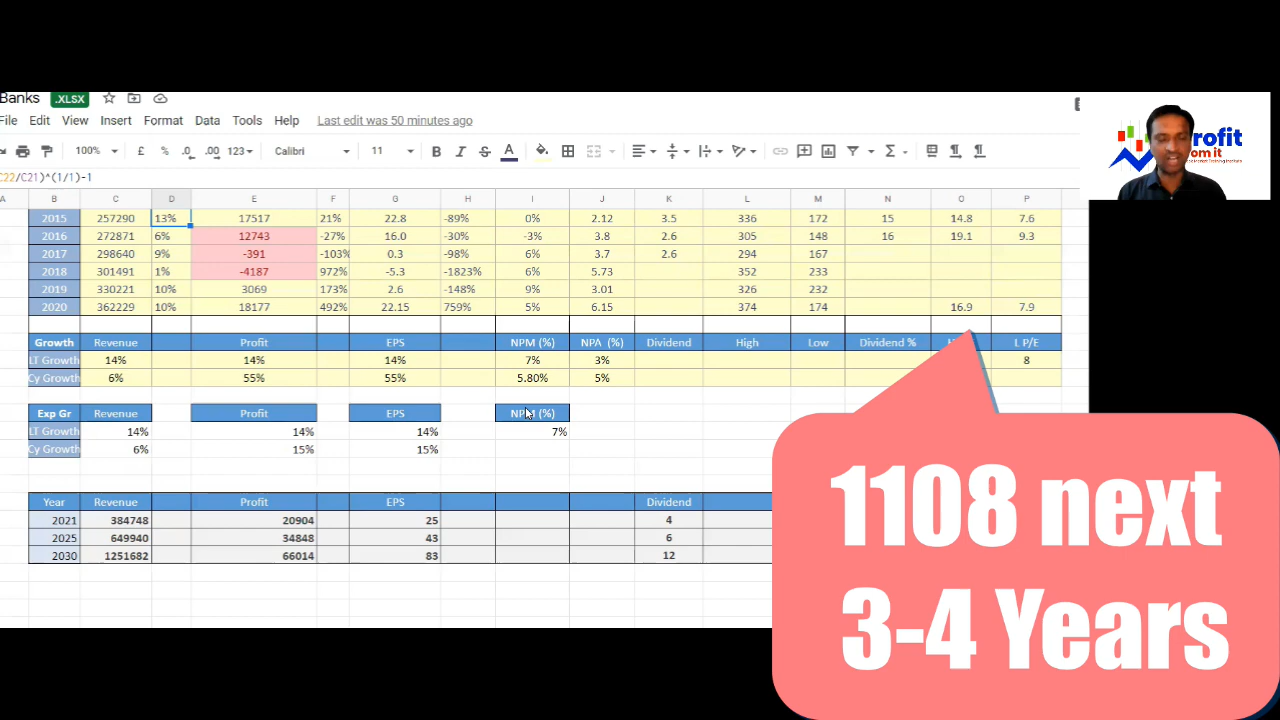 Banks .XLSX
File Edit View Insert Format Data Tools Help Last edit was 50 minutes ago
100% £ % .0 .00 123 Calibri 11 B I S A
C22/C21)^(1/1)-1
A B C D E F G H I J K L M N O P
2015 257290 13% 17517 21% 22.8 -89% 0% 2.12 3.5 336 172 15 14.8 7.6
2016 272871 6% 12743 -27% 16.0 -30% -3% 3.8 2.6 305 148 16 19.1 9.3
2017 298640 9% -391 -103% 0.3 -98% 6% 3.7 2.6 294 167
2018 301491 1% -4187 972% -5.3 -1823% 6% 5.73 352 233
2019 330221 10% 3069 173% 2.6 -148% 9% 3.01 326 232
2020 362229 10% 18177 492% 22.15 759% 5% 6.15 374 174 16.9 7.9
Growth Revenue Profit EPS NPM (%) NPA (%) Dividend High Low Dividend % L P/E
LT Growth 14% 14% 14% 7% 3% 8
Cy Growth 6% 55% 55% 5.80% 5%
Exp Gr Revenue Profit EPS NPM (%)
LT Growth 14% 14% 14% 7%
Cy Growth 6% 15% 15%
Year Revenue Profit EPS Dividend
2021 384748 20904 25 4
2025 649940 34848 43 6
2030 1251682 66014 83 12
1108 next
3-4 Years